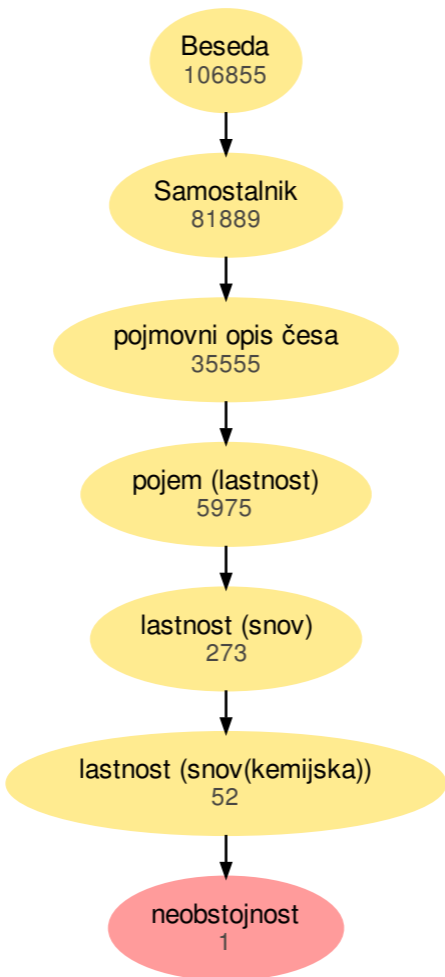 Beseda
106855
Samostalnik
81889
pojmovni opis česa
35555
pojem (lastnost)
5975
lastnost (snov)
273
lastnost (snov(kemijska))
52
neobstojnost
1